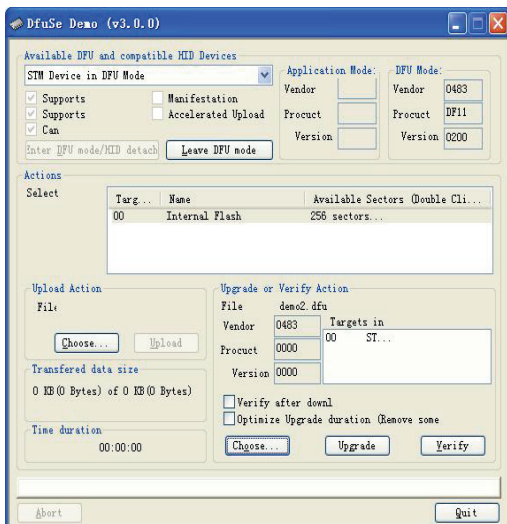 DfuSe Demo (v3.0.0)
Available DFU and compatible HID Devices
STM Device in DFU Mode
Supports
Manifestation
Supports
Accelerated Upload
Can
Enter DFU mode/HID detach
Leave DFU mode
Application Mode:
Vendor
Procuct
Version
DFU Mode:
Vendor 0483
Procuct DF11
Version 0200
Actions
Select
Targ... Name Available Sectors (Double Cli...
00 Internal Flash 256 sectors...
Upload Action
File
Choose...
Upload
Transfered data size
0 KB(0 Bytes) of 0 KB(0 Bytes)
Time duration
00:00:00
Upgrade or Verify Action
File demo2.dfu
Vendor 0483
Procuct 0000
Version 0000
Targets in
00 ST...
Verify after downl
Optimize Upgrade duration (Remove some
Choose...
Upgrade
Verify
Abort
Quit